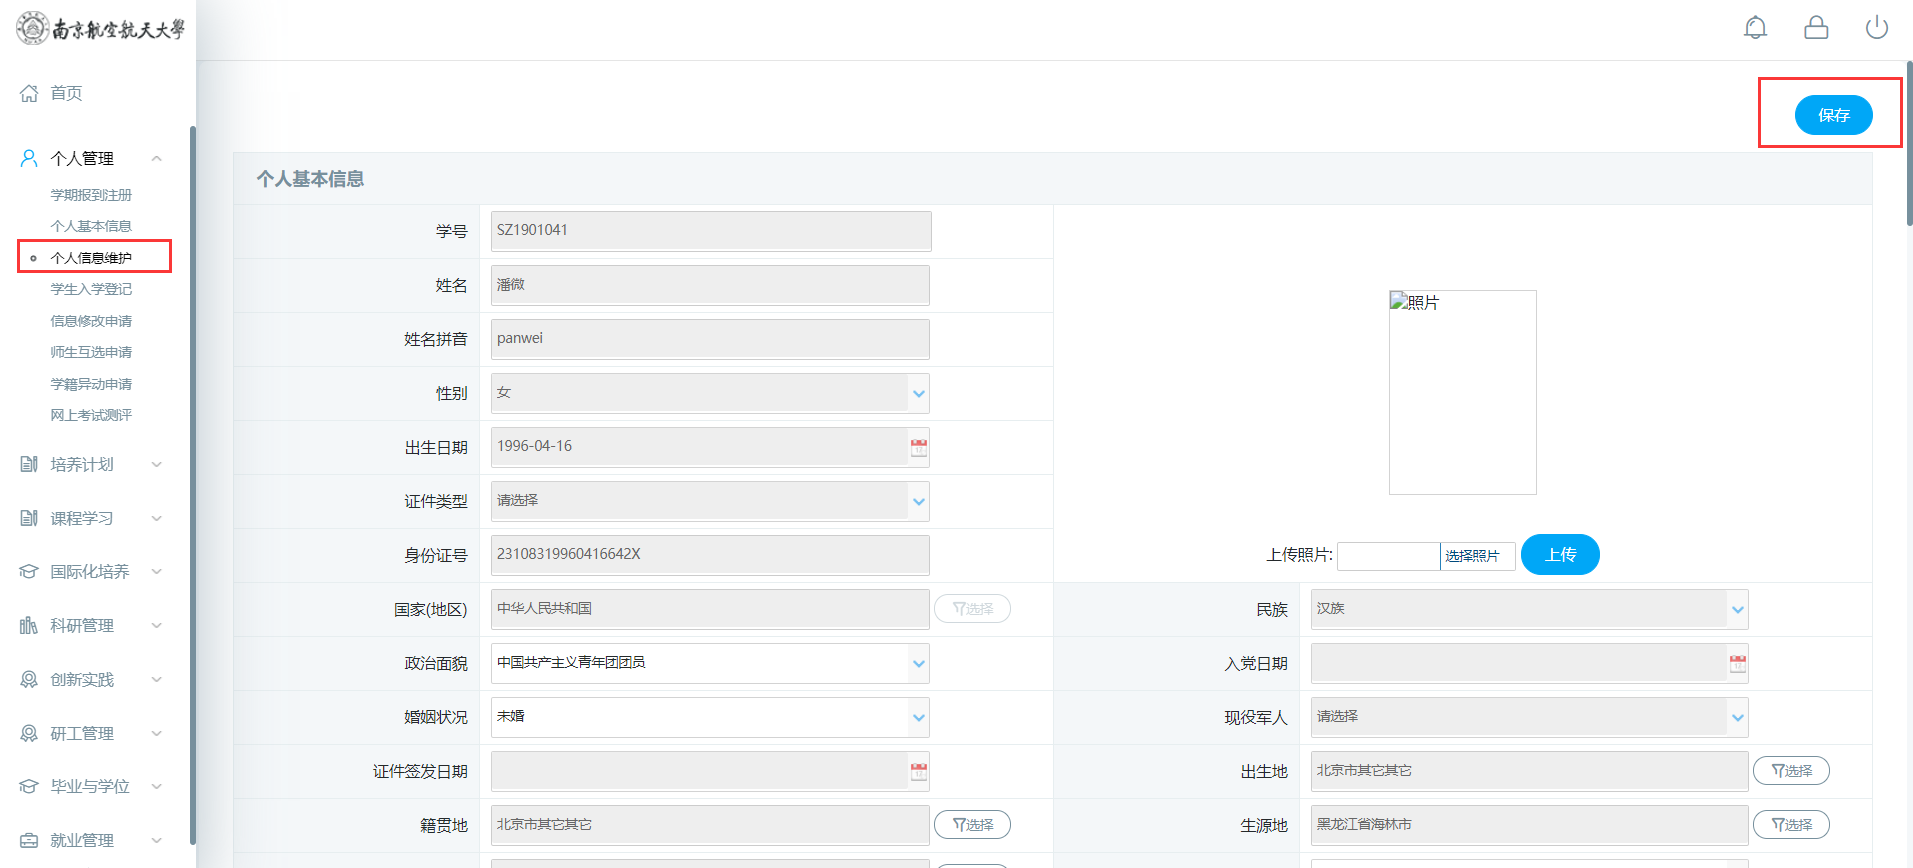 南京航空航天大學
首页
个人管理
学期报到注册
个人基本信息
个人信息维护
学生入学登记
信息修改申请
师生互选申请
学籍异动申请
网上考试测评
培养计划
课程学习
国际化培养
科研管理
创新实践
研工管理
毕业与学位
就业管理
保存
个人基本信息
学号 SZ1901041
姓名 潘微
姓名拼音 panwei
性别 女
出生日期 1996-04-16
证件类型 请选择
身份证号 23108319960416642X
照片
上传照片: 选择照片 上传
国家(地区) 中华人民共和国 选择 民族 汉族
政治面貌 中国共产主义青年团团员 入党日期
婚姻状况 未婚 现役军人 请选择
证件签发日期 出生地 北京市其它其它 选择
籍贯地 北京市其它其它 选择 生源地 黑龙江省海林市 选择